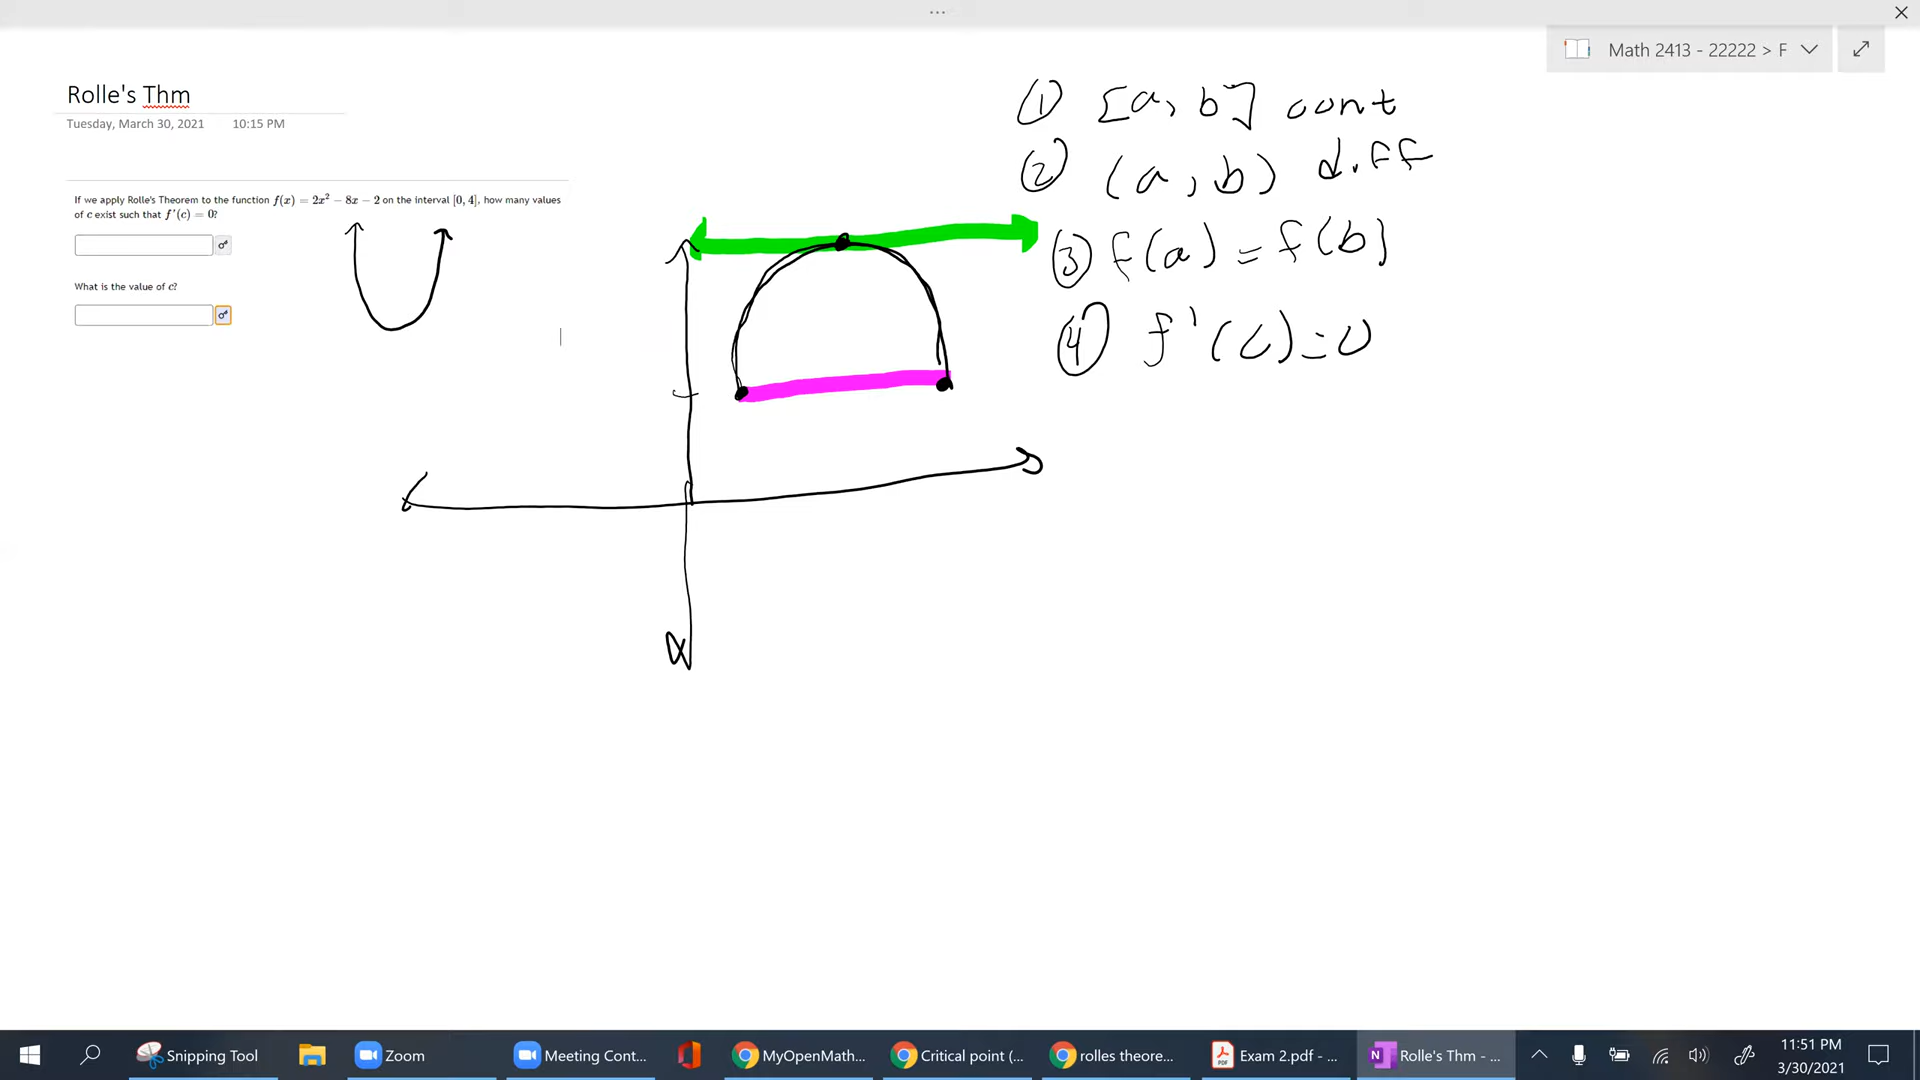 Math 2413 - 22222 > F
Rolle's Thm
Tuesday, March 30, 2021 10:15 PM
If we apply Rolle's Theorem to the function f(x) = 2x² − 8x − 2 on the interval [0, 4], how many values
of c exist such that f'(c) = 0?
What is the value of c?
① [a, b] cont
② (a, b) diff
③ f(a) = f(b)
④ f'(c) = 0
Snipping Tool
Zoom
Meeting Cont...
MyOpenMath...
Critical point (...
rolles theore...
Exam 2.pdf - ...
Rolle's Thm - ...
11:51 PM
3/30/2021